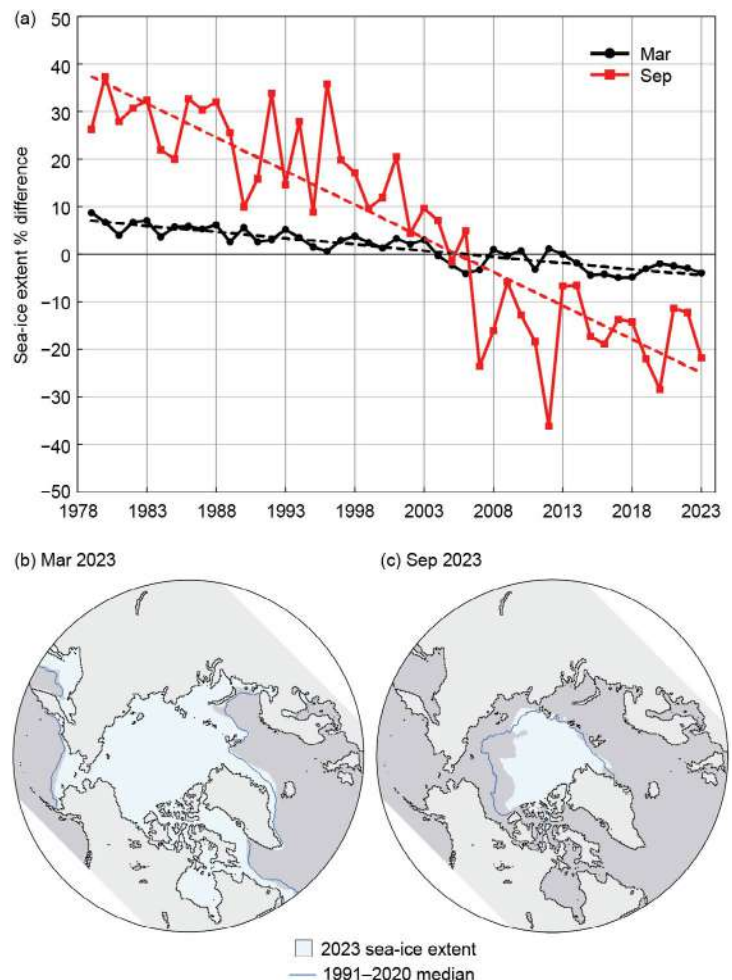 (a)
Sea-ice extent % difference
50
40
30
20
10
0
−10
−20
−30
−40
−50
Mar
Sep
1978 1983 1988 1993 1998 2003 2008 2013 2018 2023
(b) Mar 2023
(c) Sep 2023
2023 sea-ice extent
1991–2020 median